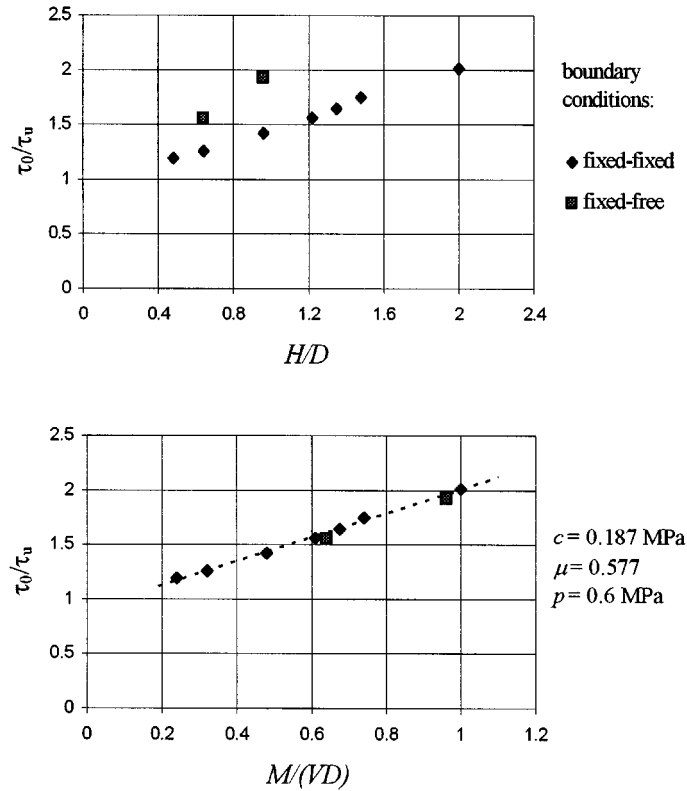 2.5
2
1.5
1
0.5
0
τ0/τu
0 0.4 0.8 1.2 1.6 2 2.4
H/D
boundary
conditions:
◆ fixed-fixed
■ fixed-free
2.5
2
1.5
1
0.5
0
τ0/τu
0 0.2 0.4 0.6 0.8 1 1.2
M/(VD)
c = 0.187 MPa
μ = 0.577
p = 0.6 MPa